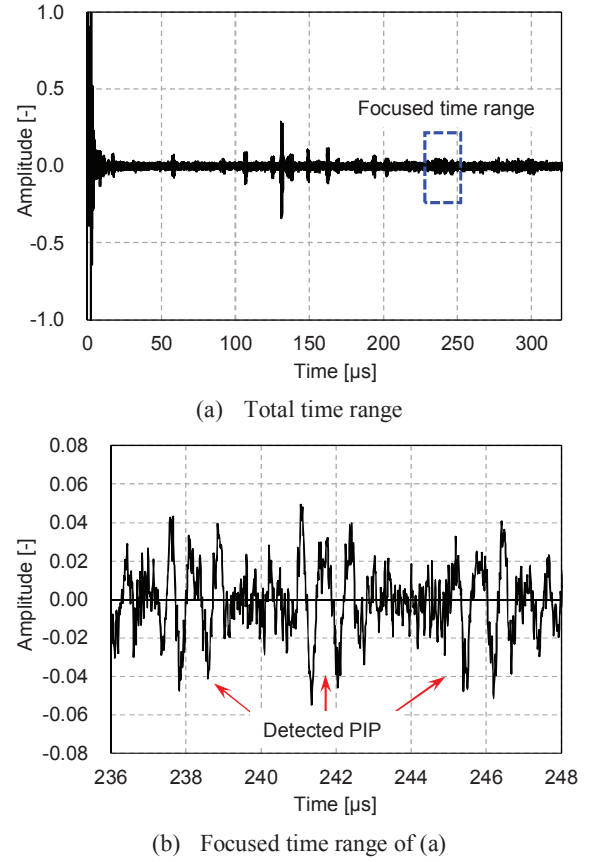 1.0
0.5
0.0
-0.5
-1.0
Amplitude [-]
Focused time range
0 50 100 150 200 250 300
Time [µs]
(a) Total time range
0.08
0.06
0.04
0.02
0.00
-0.02
-0.04
-0.06
-0.08
Amplitude [-]
Detected PIP
236 238 240 242 244 246 248
Time [µs]
(b) Focused time range of (a)